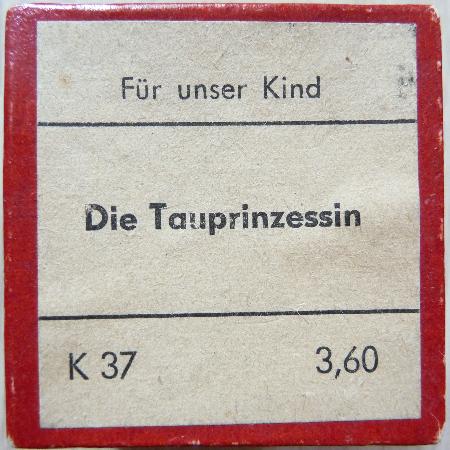 Für unser Kind
Die Tauprinzessin
K 37 3,60